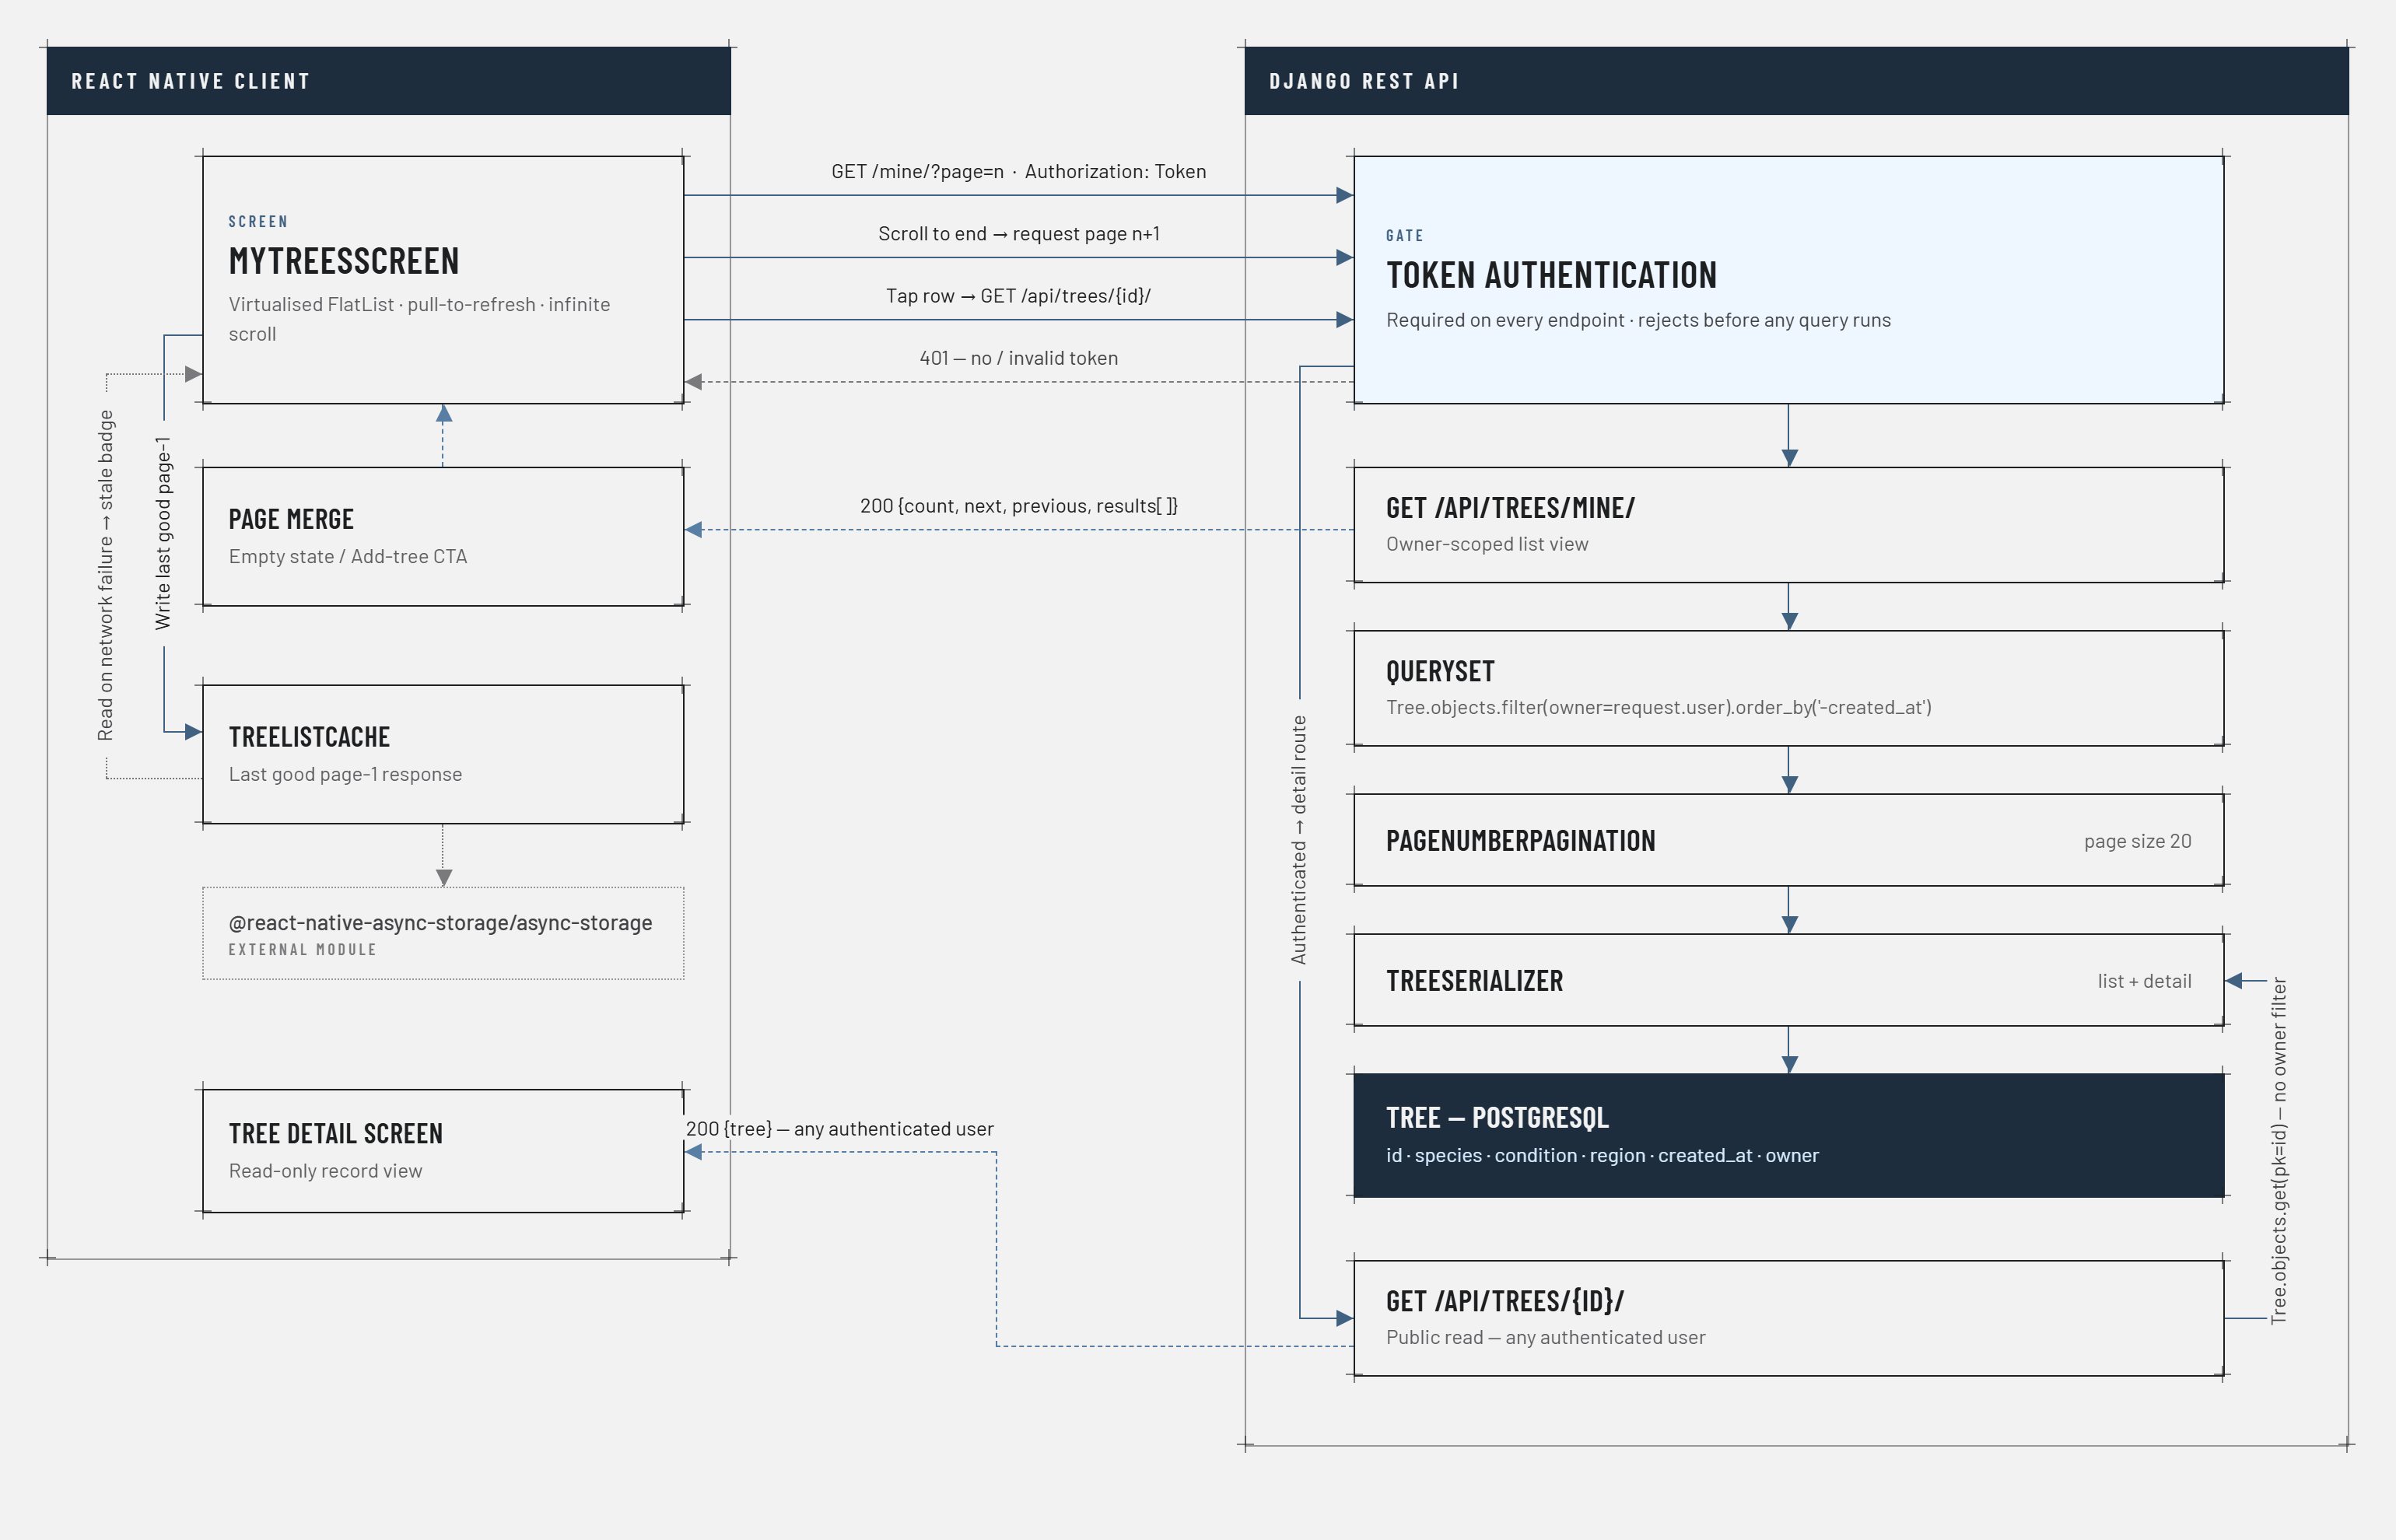 REACT NATIVE CLIENT
SCREEN
MYTREESSCREEN
Virtualised FlatList · pull-to-refresh · infinite
scroll
Read on network failure → stale badge
Write last good page-1
PAGE MERGE
Empty state / Add-tree CTA
TREELISTCACHE
Last good page-1 response
@react-native-async-storage/async-storage
EXTERNAL MODULE
TREE DETAIL SCREEN
Read-only record view
GET /mine/?page=n · Authorization: Token
Scroll to end → request page n+1
Tap row → GET /api/trees/{id}/
401 — no / invalid token
200 {count, next, previous, results[]}
200 {tree} — any authenticated user
DJANGO REST API
GATE
TOKEN AUTHENTICATION
Required on every endpoint · rejects before any query runs
Authenticated → detail route
GET /API/TREES/MINE/
Owner-scoped list view
QUERYSET
Tree.objects.filter(owner=request.user).order_by('-created_at')
PAGENUMBERPAGINATION
page size 20
TREESERIALIZER
list + detail
TREE — POSTGRESQL
id · species · condition · region · created_at · owner
GET /API/TREES/{ID}/
Public read — any authenticated user
Tree.objects.get(pk=id) — no owner filter